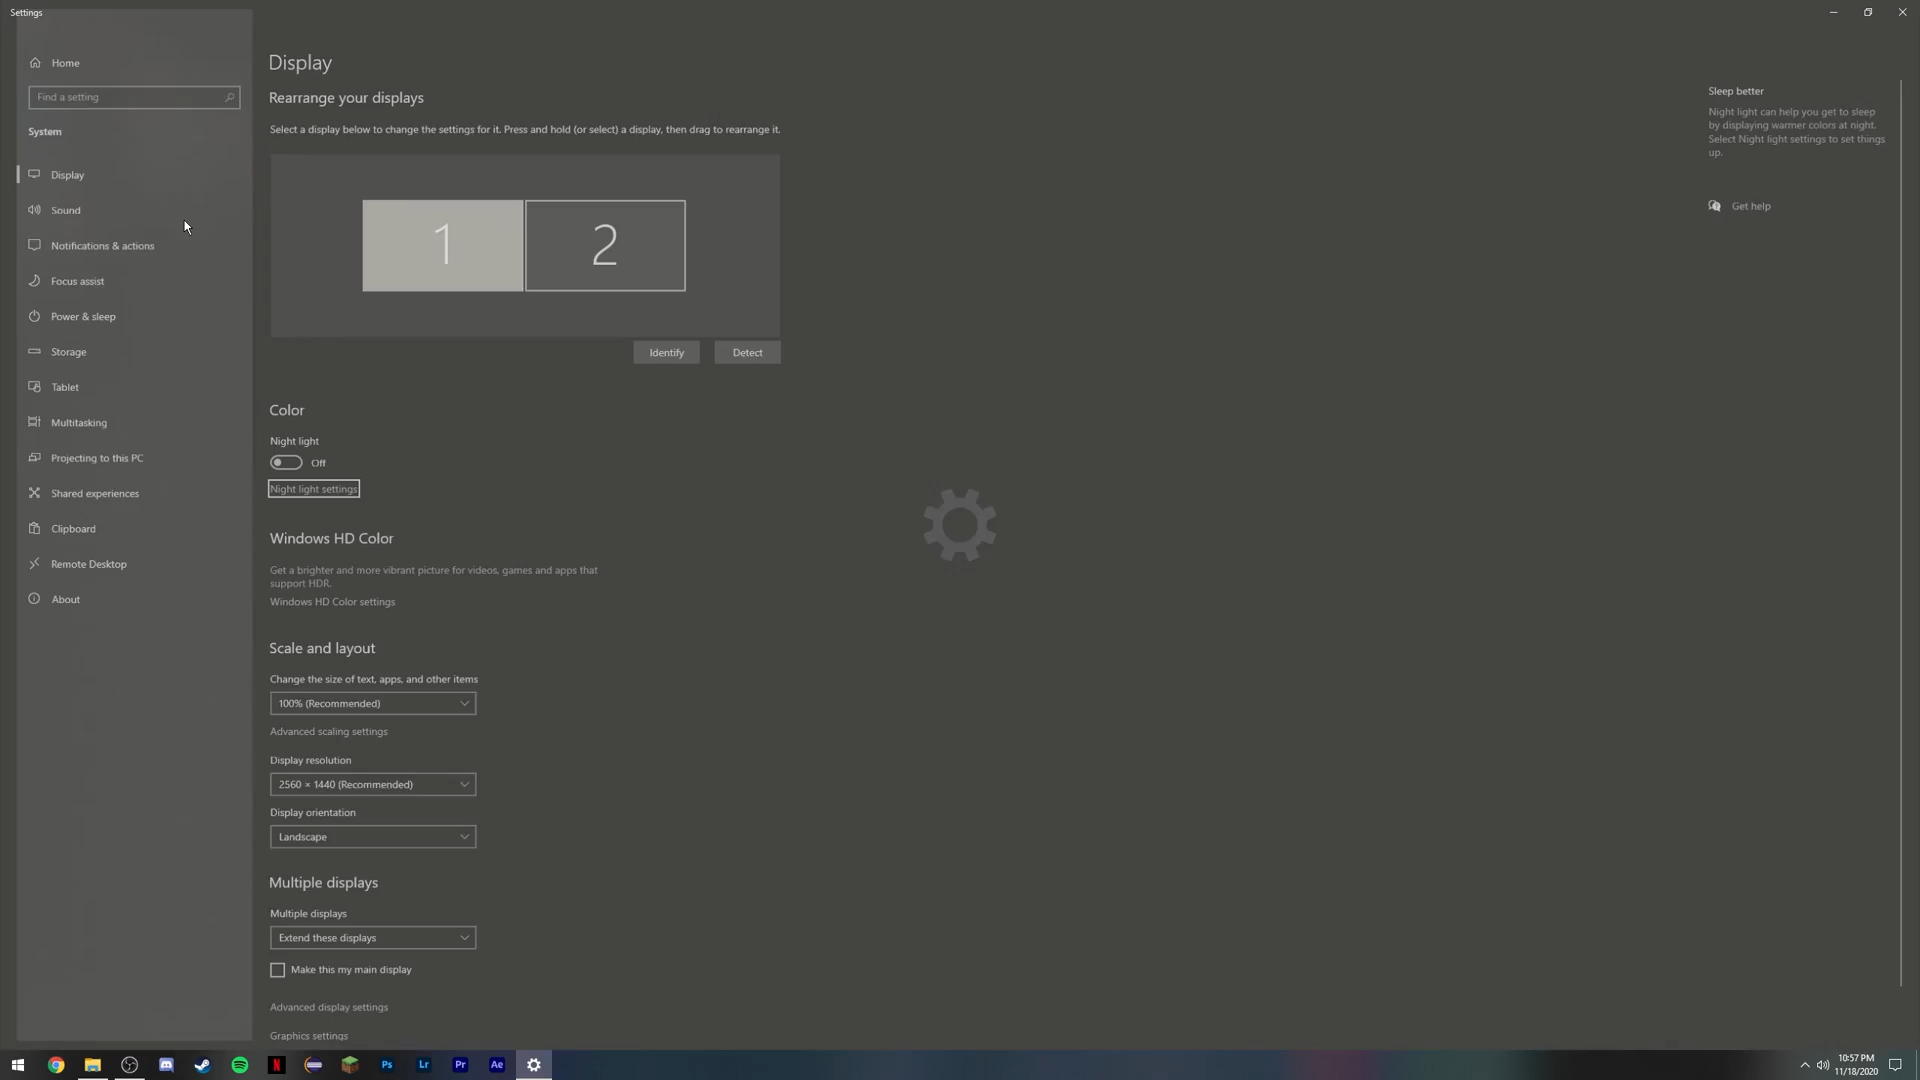 Settings
Home
Find a setting
System
Display
Sound
Notifications & actions
Focus assist
Power & sleep
Storage
Tablet
Multitasking
Projecting to this PC
Shared experiences
Clipboard
Remote Desktop
About
Display
Rearrange your displays
Select a display below to change the settings for it. Press and hold (or select) a display, then drag to rearrange it.
1
2
Identify
Detect
Color
Night light
Off
Night light settings
Windows HD Color
Get a brighter and more vibrant picture for videos, games and apps that
support HDR.
Windows HD Color settings
Scale and layout
Change the size of text, apps, and other items
100% (Recommended)
Advanced scaling settings
Display resolution
2560 × 1440 (Recommended)
Display orientation
Landscape
Multiple displays
Multiple displays
Extend these displays
Make this my main display
Advanced display settings
Graphics settings
Sleep better
Night light can help you get to sleep
by displaying warmer colors at night.
Select Night light settings to set things
up.
Get help
N
Ps
Lr
Pr
Ae
10:57 PM
11/18/2020